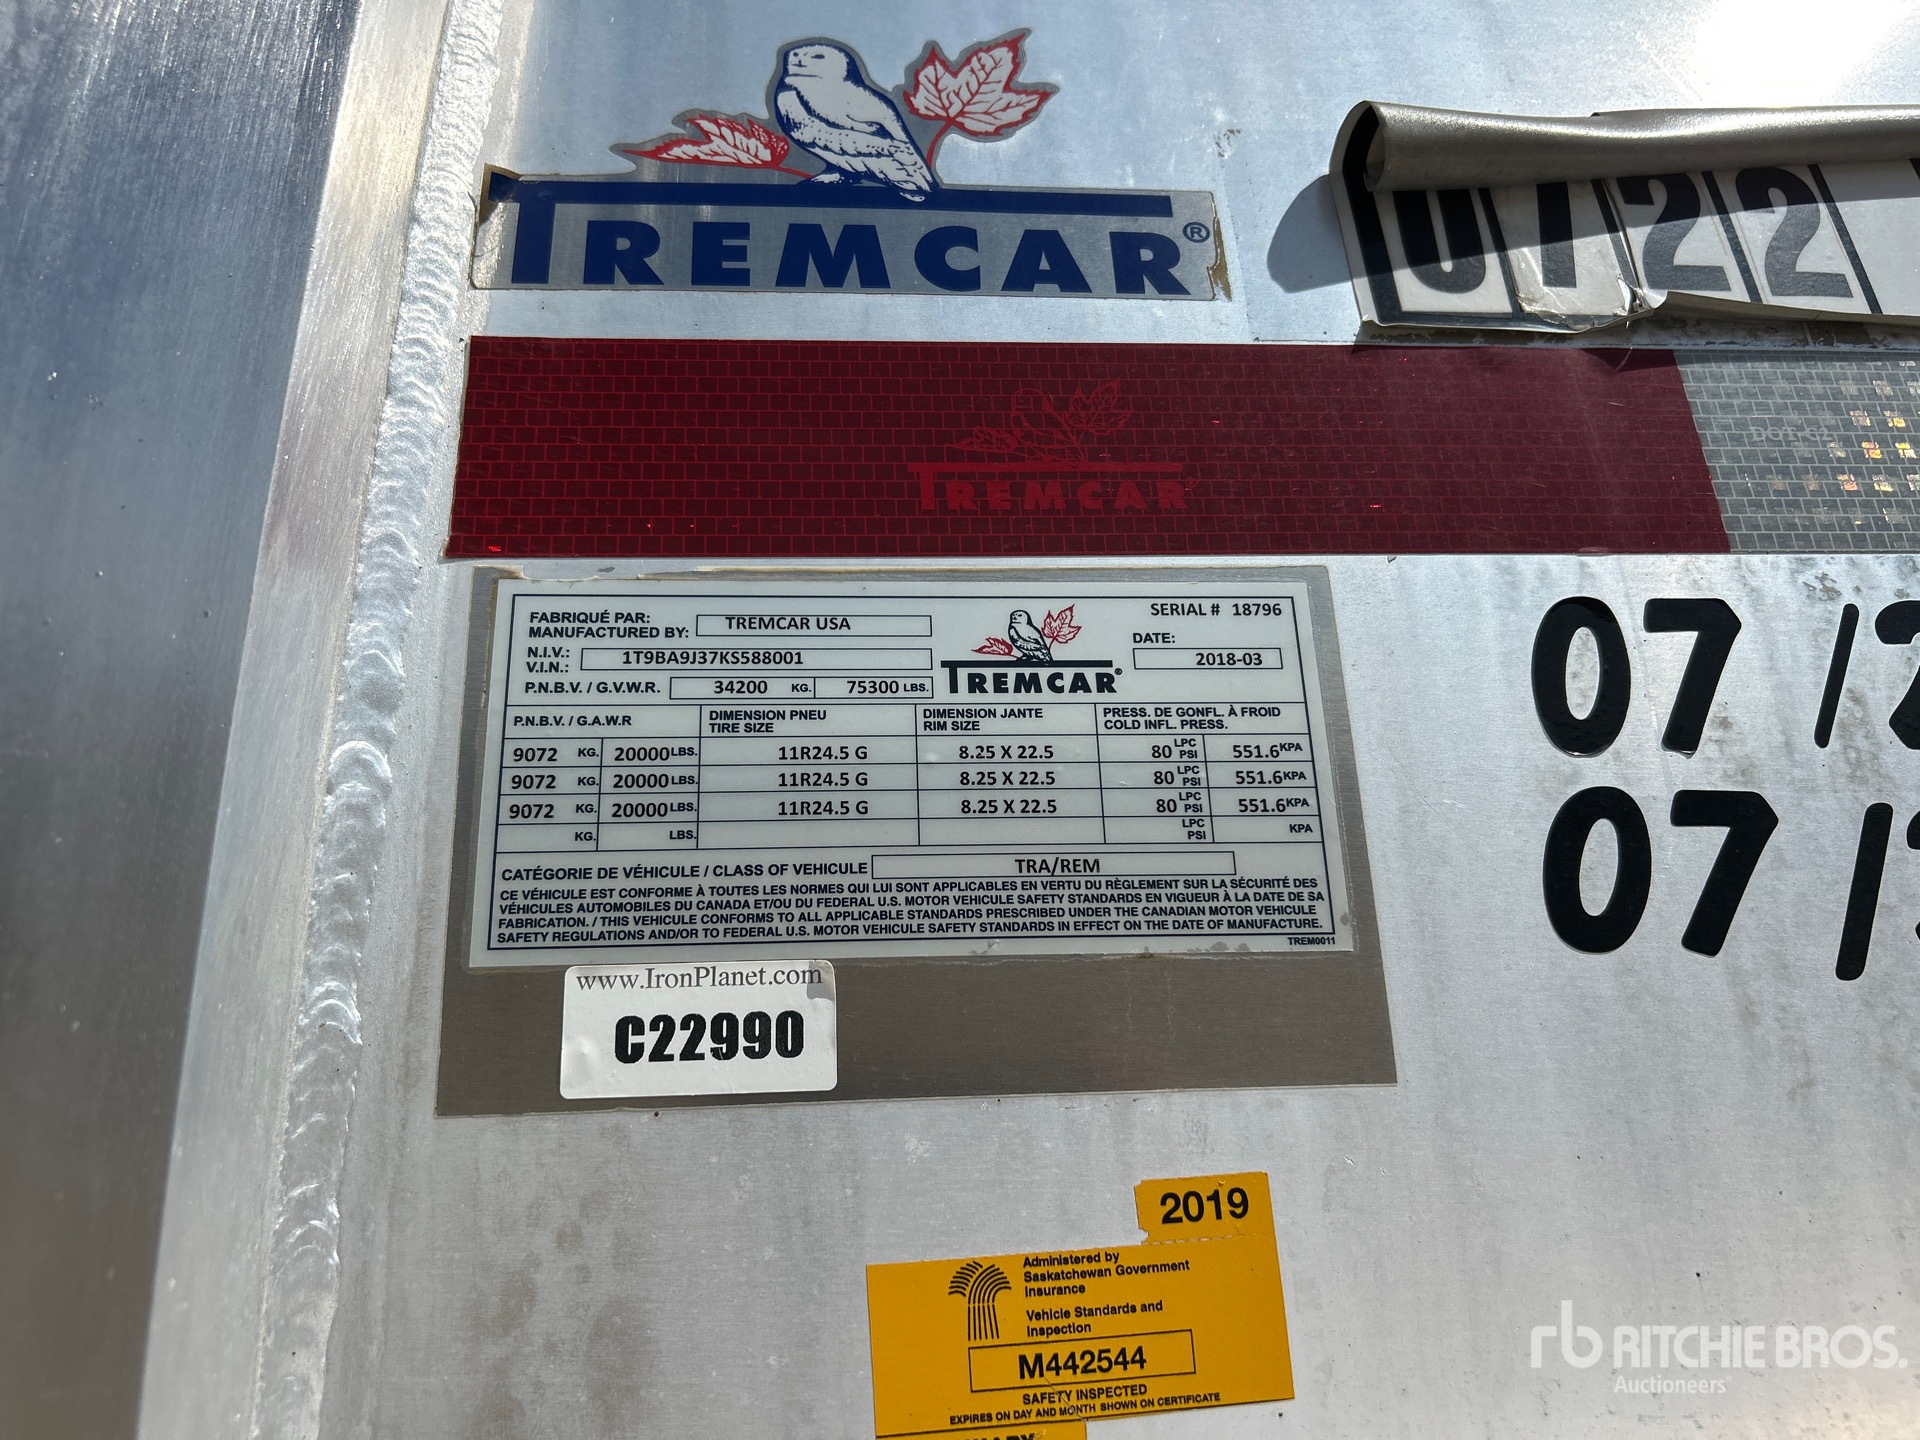 TREMCAR®
0722
TREMCAR
DOT-C2
FABRIQUÉ PAR:
MANUFACTURED BY:
TREMCAR USA
SERIAL # 18796
N.I.V.:
V.I.N.:
1T9BA9J37KS588001
DATE:
2018-03
P.N.B.V. / G.V.W.R.
34200 KG.
75300 LBS.
TREMCAR®
P.N.B.V. / G.A.W.R
DIMENSION PNEU
TIRE SIZE
DIMENSION JANTE
RIM SIZE
PRESS. DE GONFL. À FROID
COLD INFL. PRESS.
9072 KG. 20000 LBS. 11R24.5 G 8.25 X 22.5 80 LPC PSI 551.6 KPA
9072 KG. 20000 LBS. 11R24.5 G 8.25 X 22.5 80 LPC PSI 551.6 KPA
9072 KG. 20000 LBS. 11R24.5 G 8.25 X 22.5 80 LPC PSI 551.6 KPA
KG. LBS. LPC PSI KPA
CATÉGORIE DE VÉHICULE / CLASS OF VEHICULE TRA/REM
CE VÉHICULE EST CONFORME À TOUTES LES NORMES QUI LUI SONT APPLICABLES EN VERTU DU RÈGLEMENT SUR LA SÉCURITÉ DES
VÉHICULES AUTOMOBILES DU CANADA ET/OU DU FEDERAL U.S. MOTOR VEHICULE SAFETY STANDARDS EN VIGUEUR À LA DATE DE SA
FABRICATION. / THIS VEHICULE CONFORMS TO ALL APPLICABLE STANDARDS PRESCRIBED UNDER THE CANADIAN MOTOR VEHICULE
SAFETY REGULATIONS AND/OR TO FEDERAL U.S. MOTOR VEHICULE SAFETY STANDARDS IN EFFECT ON THE DATE OF MANUFACTURE.
TREM0011
07 /
07 /
www.IronPlanet.com
C22990
2019
Administered by
Saskatchewan Government
Insurance
Vehicle Standards and
Inspection
M442544
SAFETY INSPECTED
EXPIRES ON DAY AND MONTH SHOWN ON CERTIFICATE
rb RITCHIE BROS.
Auctioneers